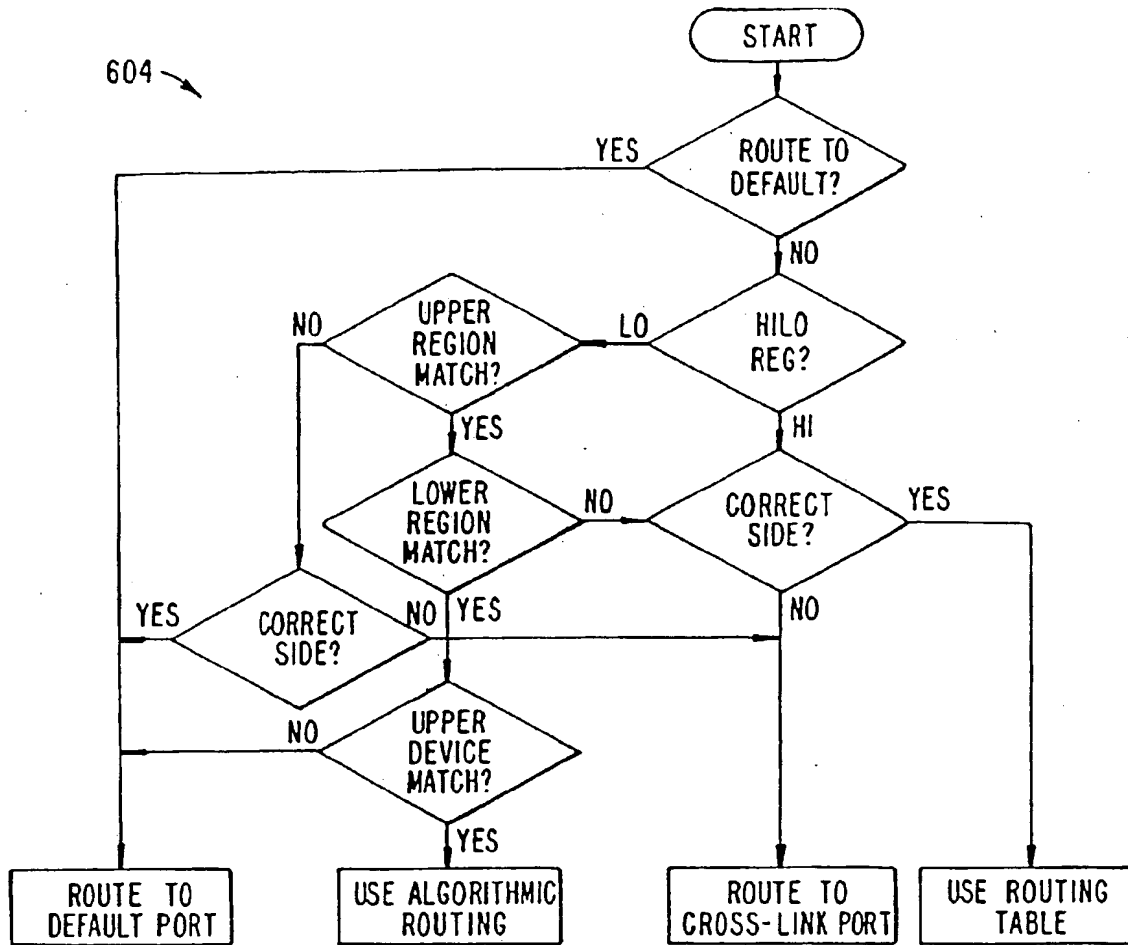 START
604
YES
ROUTE TO
DEFAULT?
NO
NO
UPPER
REGION
MATCH?
LO
HILO
REG?
YES
HI
LOWER
REGION
MATCH?
NO
CORRECT
SIDE?
YES
YES
CORRECT
SIDE?
NO
YES
NO
NO
UPPER
DEVICE
MATCH?
YES
ROUTE TO
DEFAULT PORT
USE ALGORITHMIC
ROUTING
ROUTE TO
CROSS-LINK PORT
USE ROUTING
TABLE